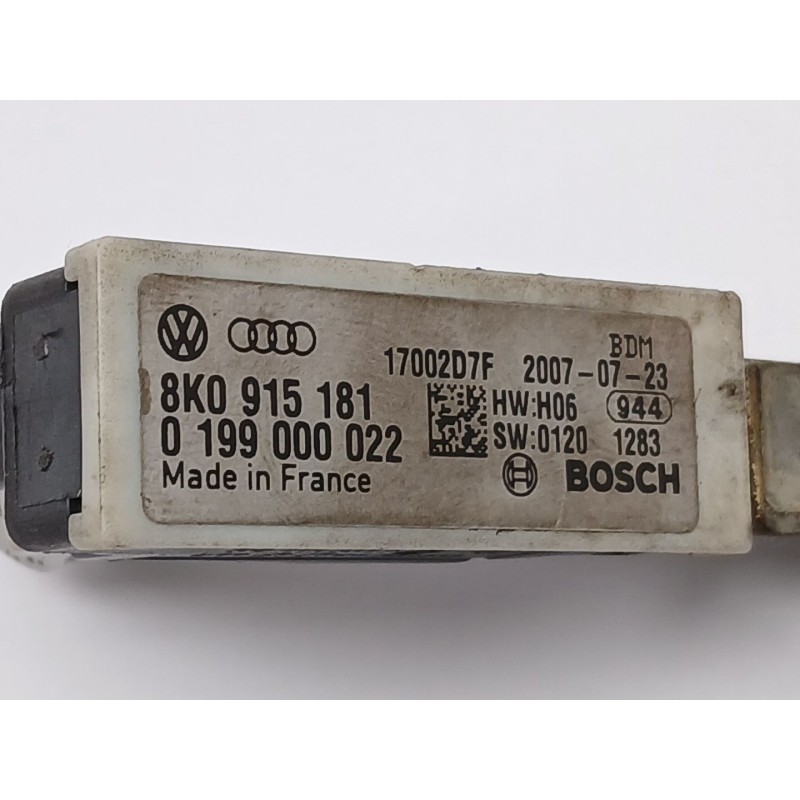 BDM
17002D7F 2007-07-23
8K0 915 181
HW:H06 944
0 199 000 022
SW:0120 1283
Made in France
BOSCH